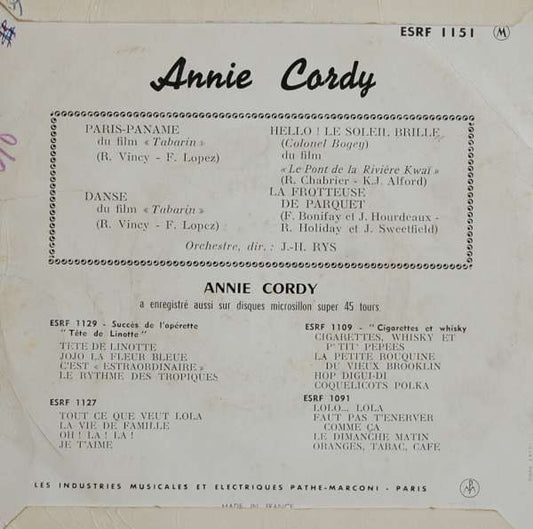 ESRF 1151 M
Annie Cordy
PARIS-PANAME
du film « Tabarin »
(R. Vincy - F. Lopez)
DANSE
du film « Tabarin »
(R. Vincy - F. Lopez)
HELLO ! LE SOLEIL BRILLE
(Colonel Bogey)
du film
« Le Pont de la Rivière Kwaï »
(R. Chabrier - K.J. Alford)
LA FROTTEUSE
DE PARQUET
(F. Bonifay et J. Hourdeaux -
R. Holiday et J. Sweetfield)
Orchestre, dir. : J.-H. RYS
ANNIE CORDY
a enregistré aussi sur disques microsillon super 45 tours
ESRF 1129 - Succès de l'opérette
"Tête de Linotte"
TETE DE LINOTTE
JOJO LA FLEUR BLEUE
C'EST « ESTRAORDINAIRE »
LE RYTHME DES TROPIQUES
ESRF 1127
TOUT CE QUE VEUT LOLA
LA VIE DE FAMILLE
OH ! LA ! LA !
JE T'AIME
ESRF 1109 - "Cigarettes et whisky
CIGARETTES, WHISKY ET
P'TIT' PEPEES
LA PETITE ROUQUINE
DU VIEUX BROOKLIN
HOP DIGUI-DI
COQUELICOTS POLKA
ESRF 1091
LOLO... LOLA
FAUT PAS T'ENERVER
COMME ÇA
LE DIMANCHE MATIN
ORANGES, TABAC, CAFE
LES INDUSTRIES MUSICALES ET ELECTRIQUES PATHE-MARCONI - PARIS
MADE IN FRANCE